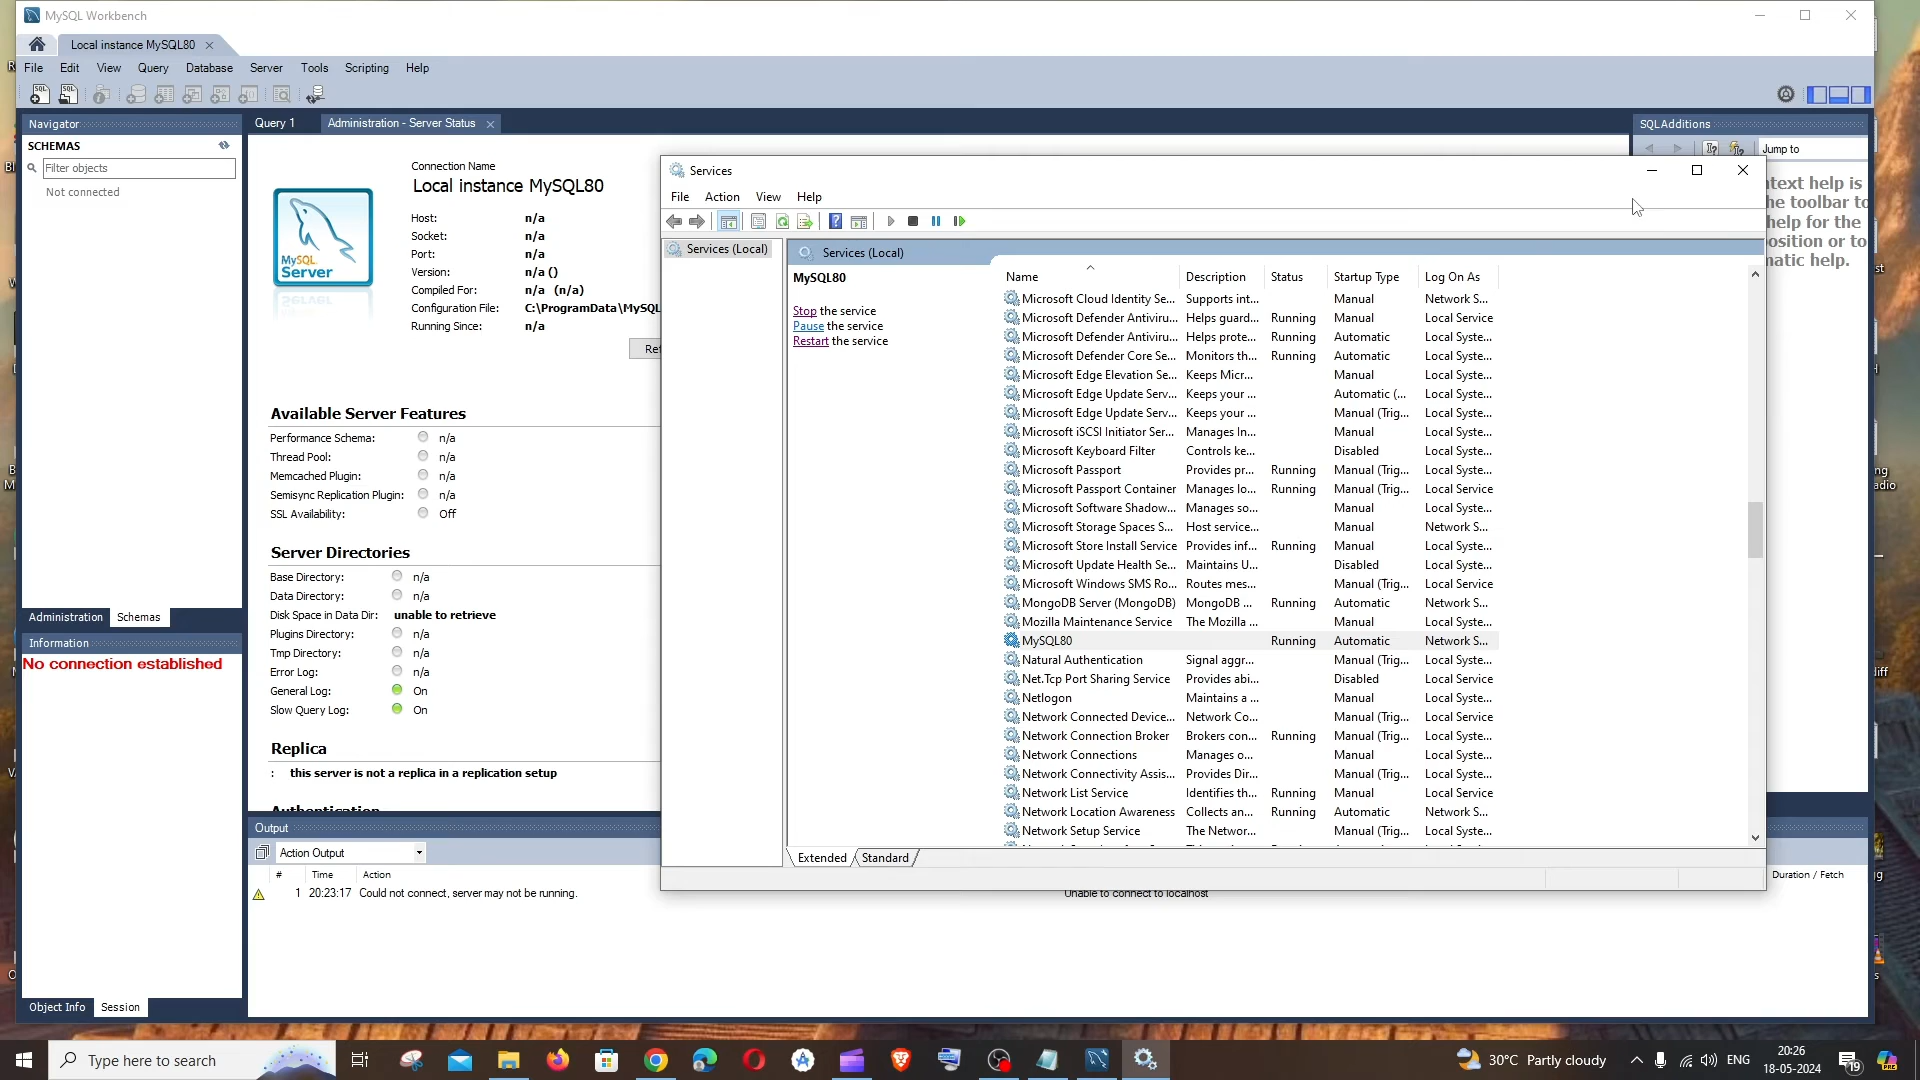 MySQL Workbench
Local instance MySQL80
File Edit View Query Database Server Tools Scripting Help
Navigator
SCHEMAS
Filter objects
Not connected
Administration Schemas
Information
No connection established
Object Info Session
Query 1 Administration - Server Status
Connection Name
Local instance MySQL80
MySQL
Server
Host: n/a
Socket: n/a
Port: n/a
Version: n/a ()
Compiled For: n/a (n/a)
Configuration File: C:\ProgramData\MySQL
Running Since: n/a
Ref
Available Server Features
Performance Schema: n/a
Thread Pool: n/a
Memcached Plugin: n/a
Semisync Replication Plugin: n/a
SSL Availability: Off
Server Directories
Base Directory: n/a
Data Directory: n/a
Disk Space in Data Dir: unable to retrieve
Plugins Directory: n/a
Tmp Directory: n/a
Error Log: n/a
General Log: On
Slow Query Log: On
Replica
: this server is not a replica in a replication setup
Authentication
Output
Action Output
# Time Action Duration / Fetch
1 20:23:17 Could not connect, server may not be running. Unable to connect to localhost
SQLAdditions
Jump to
ntext help is
he toolbar to
help for the
position or to
matic help.
Services
File Action View Help
Services (Local)
Services (Local)
MySQL80
Stop the service
Pause the service
Restart the service
Name Description Status Startup Type Log On As
Microsoft Cloud Identity Se... Supports int... Manual Network S...
Microsoft Defender Antiviru... Helps guard... Running Manual Local Service
Microsoft Defender Antiviru... Helps prote... Running Automatic Local Syste...
Microsoft Defender Core Se... Monitors th... Running Automatic Local Syste...
Microsoft Edge Elevation Se... Keeps Micr... Manual Local Syste...
Microsoft Edge Update Serv... Keeps your ... Automatic (... Local Syste...
Microsoft Edge Update Serv... Keeps your ... Manual (Trig... Local Syste...
Microsoft iSCSI Initiator Ser... Manages In... Manual Local Syste...
Microsoft Keyboard Filter Controls ke... Disabled Local Syste...
Microsoft Passport Provides pr... Running Manual (Trig... Local Syste...
Microsoft Passport Container Manages lo... Running Manual (Trig... Local Service
Microsoft Software Shadow... Manages so... Manual Local Syste...
Microsoft Storage Spaces S... Host service... Manual Network S...
Microsoft Store Install Service Provides inf... Running Manual Local Syste...
Microsoft Update Health Se... Maintains U... Disabled Local Syste...
Microsoft Windows SMS Ro... Routes mes... Manual (Trig... Local Service
MongoDB Server (MongoDB) MongoDB ... Running Automatic Network S...
Mozilla Maintenance Service The Mozilla ... Manual Local Syste...
MySQL80 Running Automatic Network S...
Natural Authentication Signal aggr... Manual (Trig... Local Syste...
Net.Tcp Port Sharing Service Provides abi... Disabled Local Service
Netlogon Maintains a ... Manual Local Syste...
Network Connected Device... Network Co... Manual (Trig... Local Service
Network Connection Broker Brokers con... Running Manual (Trig... Local Syste...
Network Connections Manages o... Manual Local Syste...
Network Connectivity Assis... Provides Dir... Manual (Trig... Local Syste...
Network List Service Identifies th... Running Manual Local Service
Network Location Awareness Collects an... Running Automatic Network S...
Network Setup Service The Networ... Manual (Trig... Local Syste...
Extended Standard
Type here to search
30°C Partly cloudy
ENG
20:26
18-05-2024
19